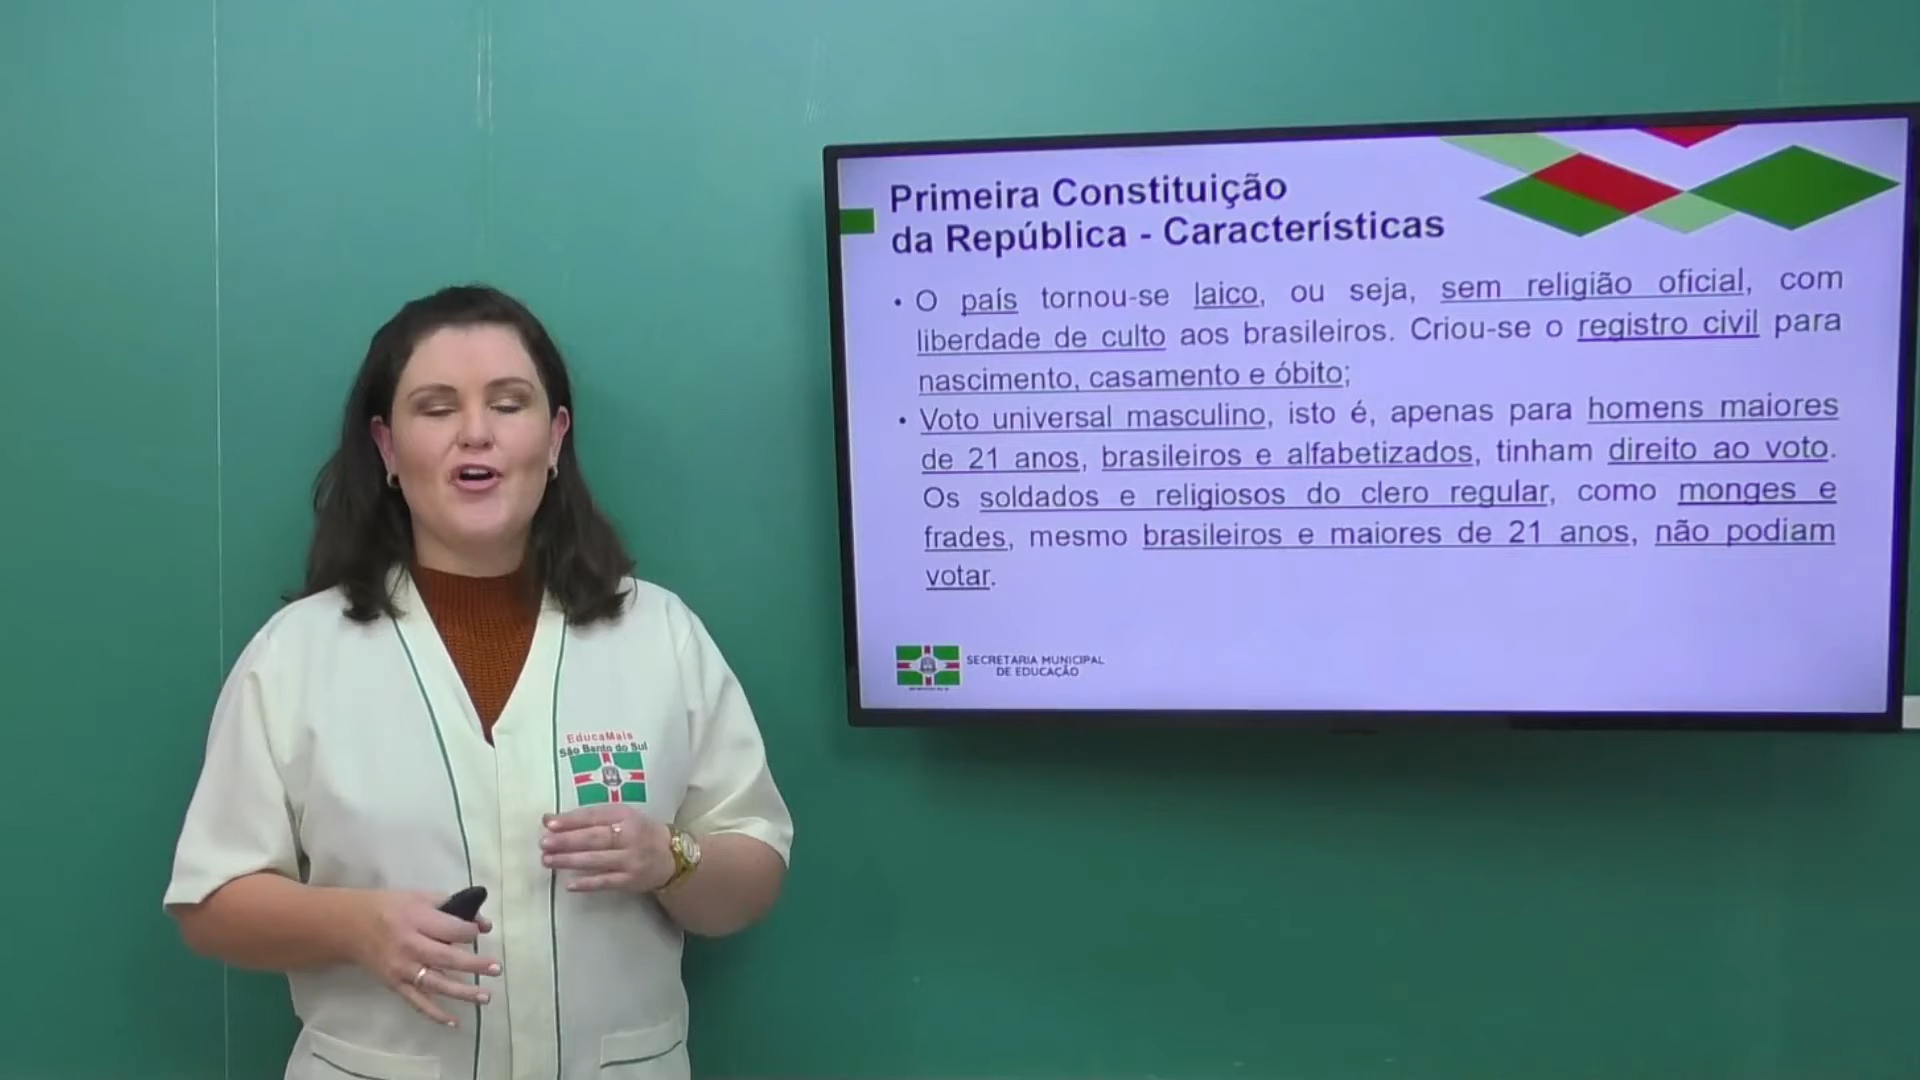 Primeira Constituição
da República - Características
• O país tornou-se laico, ou seja, sem religião oficial, com
liberdade de culto aos brasileiros. Criou-se o registro civil para
nascimento, casamento e óbito;
• Voto universal masculino, isto é, apenas para homens maiores
de 21 anos, brasileiros e alfabetizados, tinham direito ao voto.
Os soldados e religiosos do clero regular, como monges e
frades, mesmo brasileiros e maiores de 21 anos, não podiam
votar.
SECRETARIA MUNICIPAL
DE EDUCAÇÃO
EducaMais
São Bento do Sul